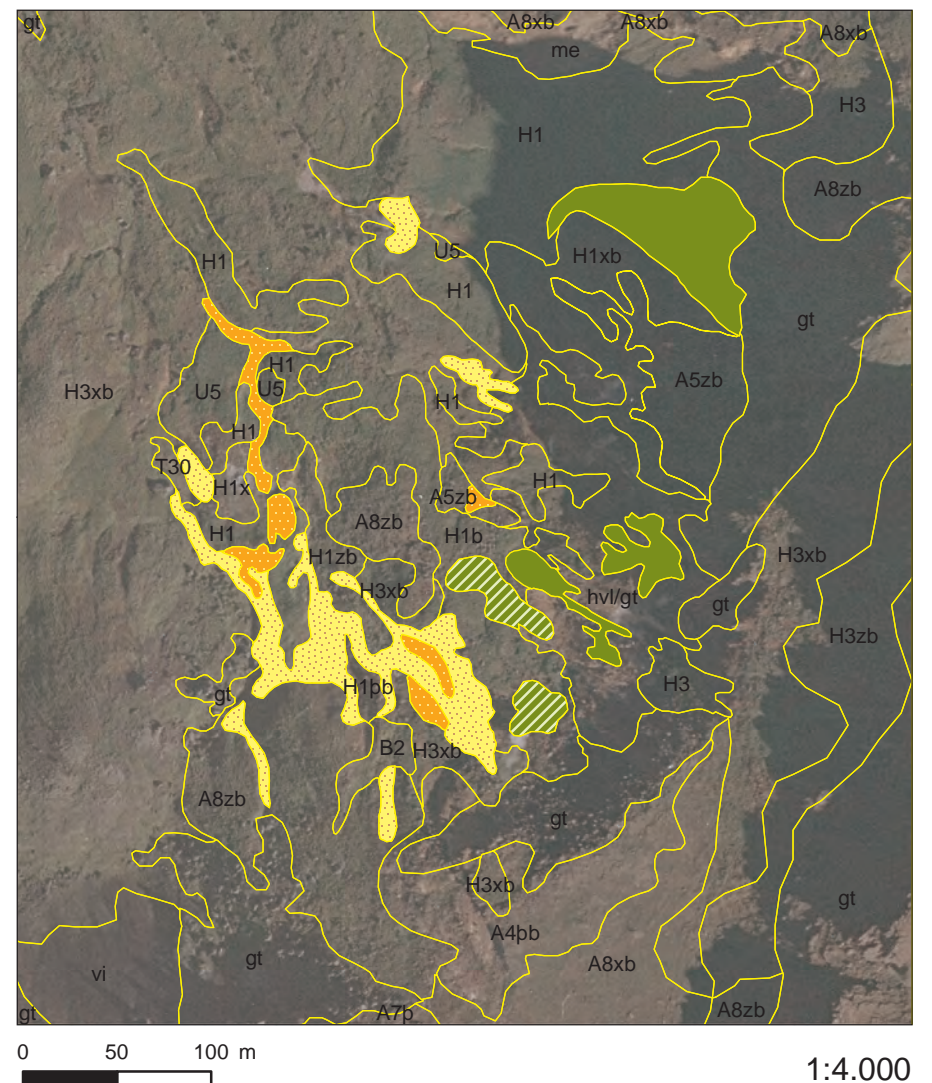 gt
A8xb
A8xb
A8xb
me
H3
H1
A8zb
U5
H1xb
H1
H1
gt
H1
H3xb
U5
U5
A5zb
H1
H1
T30
H1x
A5zb
H1
A8zb
H1
H1b
H1zb
H3xb
H3xb
hvl/gt
gt
H3zb
gt
H1þb
H3
B2
H3xb
A8zb
gt
H3xb
gt
A4þb
vi
gt
A8xb
gt
A7b
A8zb
0 50 100 m
1:4.000